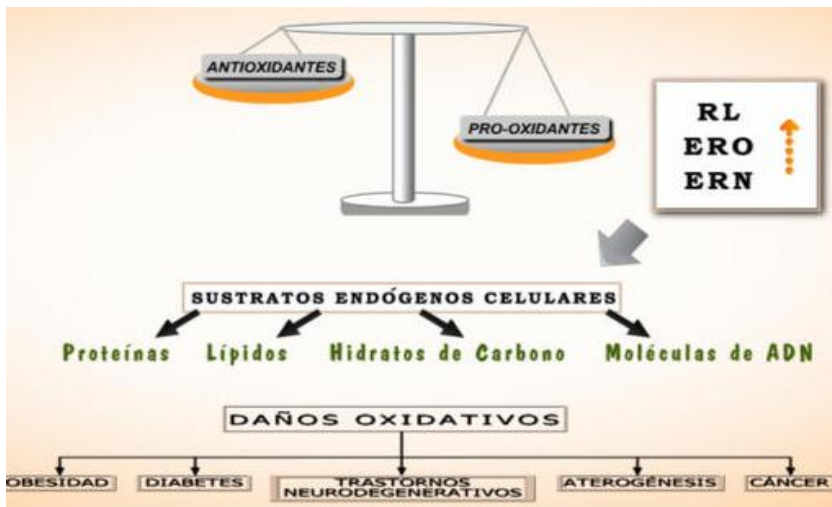 ANTIOXIDANTES
PRO-OXIDANTES
RL
ERO
ERN
SUSTRATOS ENDÓGENOS CELULARES
Proteínas Lípidos Hidratos de Carbono Moléculas de ADN
DAÑOS OXIDATIVOS
OBESIDAD DIABETES TRASTORNOS NEURODEGENERATIVOS ATEROGÉNESIS CÁNCER